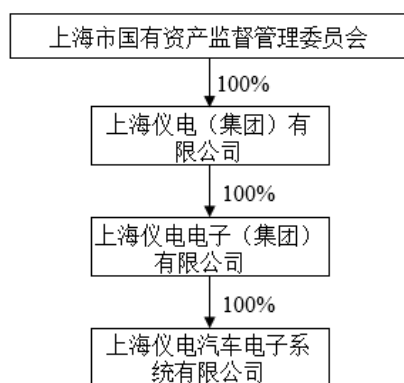 上海市国有资产监督管理委员会
100%
上海仪电（集团）有
限公司
100%
上海仪电电子（集团）
有限公司
100%
上海仪电汽车电子系
统有限公司